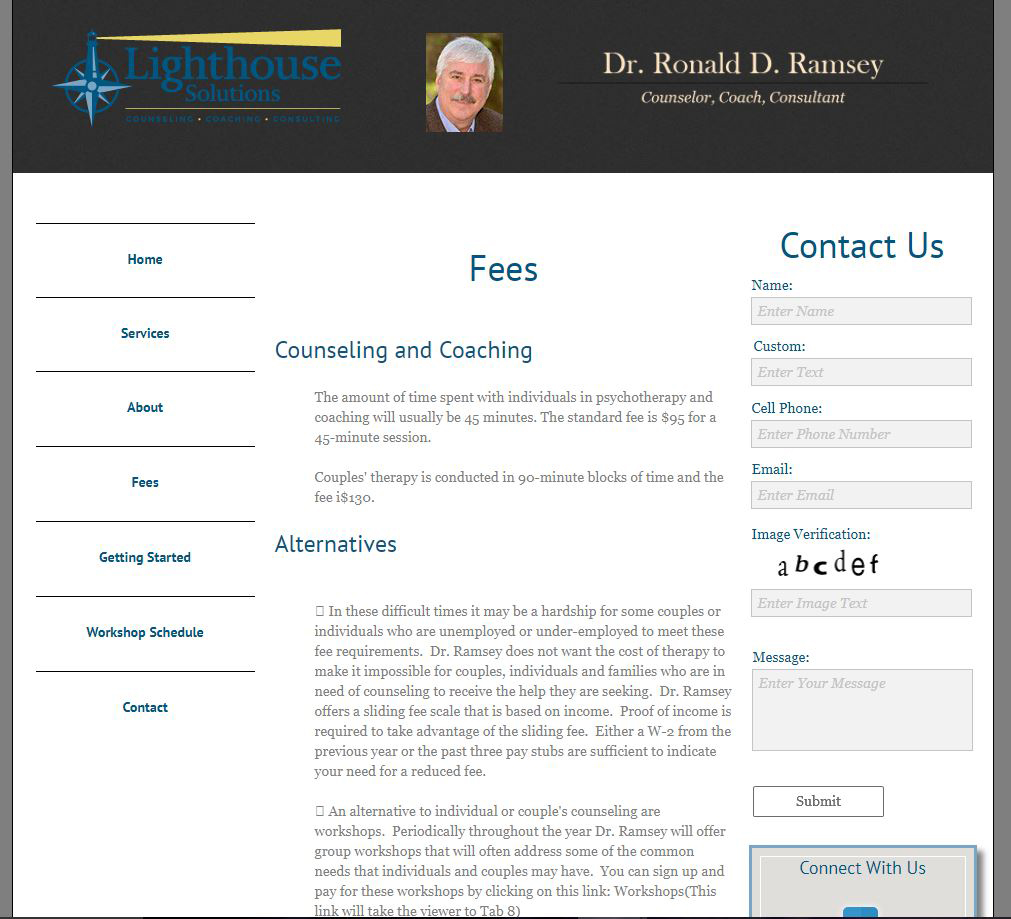 Lighthouse
Solutions
COUNSELING • COACHING • CONSULTING
Dr. Ronald D. Ramsey
Counselor, Coach, Consultant
Home
Services
About
Fees
Getting Started
Workshop Schedule
Contact
Fees
Counseling and Coaching
The amount of time spent with individuals in psychotherapy and
coaching will usually be 45 minutes. The standard fee is $95 for a
45-minute session.
Couples' therapy is conducted in 90-minute blocks of time and the
fee i$130.
Alternatives
▯ In these difficult times it may be a hardship for some couples or
individuals who are unemployed or under-employed to meet these
fee requirements.  Dr. Ramsey does not want the cost of therapy to
make it impossible for couples, individuals and families who are in
need of counseling to receive the help they are seeking.  Dr. Ramsey
offers a sliding fee scale that is based on income.  Proof of income is
required to take advantage of the sliding fee.  Either a W-2 from the
previous year or the past three pay stubs are sufficient to indicate
your need for a reduced fee.
▯ An alternative to individual or couple's counseling are
workshops.  Periodically throughout the year Dr. Ramsey will offer
group workshops that will often address some of the common
needs that individuals and couples may have.  You can sign up and
pay for these workshops by clicking on this link: Workshops(This
link will take the viewer to Tab 8)
Contact Us
Name:
Enter Name
Custom:
Enter Text
Cell Phone:
Enter Phone Number
Email:
Enter Email
Image Verification:
abcdef
Enter Image Text
Message:
Enter Your Message
Submit
Connect With Us